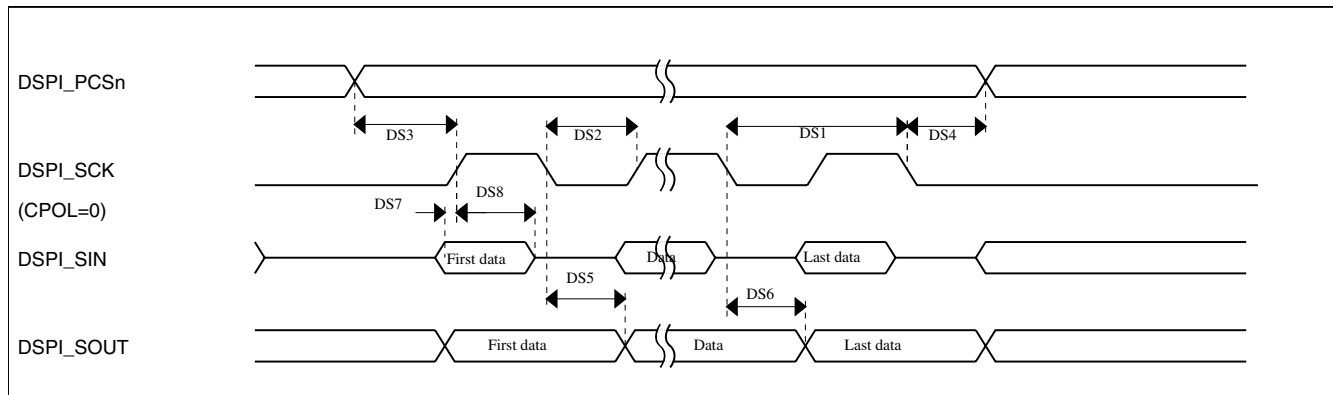 DSPI_PCSn
DS3
DS2
DS1
DS4
DSPI_SCK
(CPOL=0)
DS7
DS8
DSPI_SIN
First data
Data
Last data
DS5
DS6
DSPI_SOUT
First data
Data
Last data